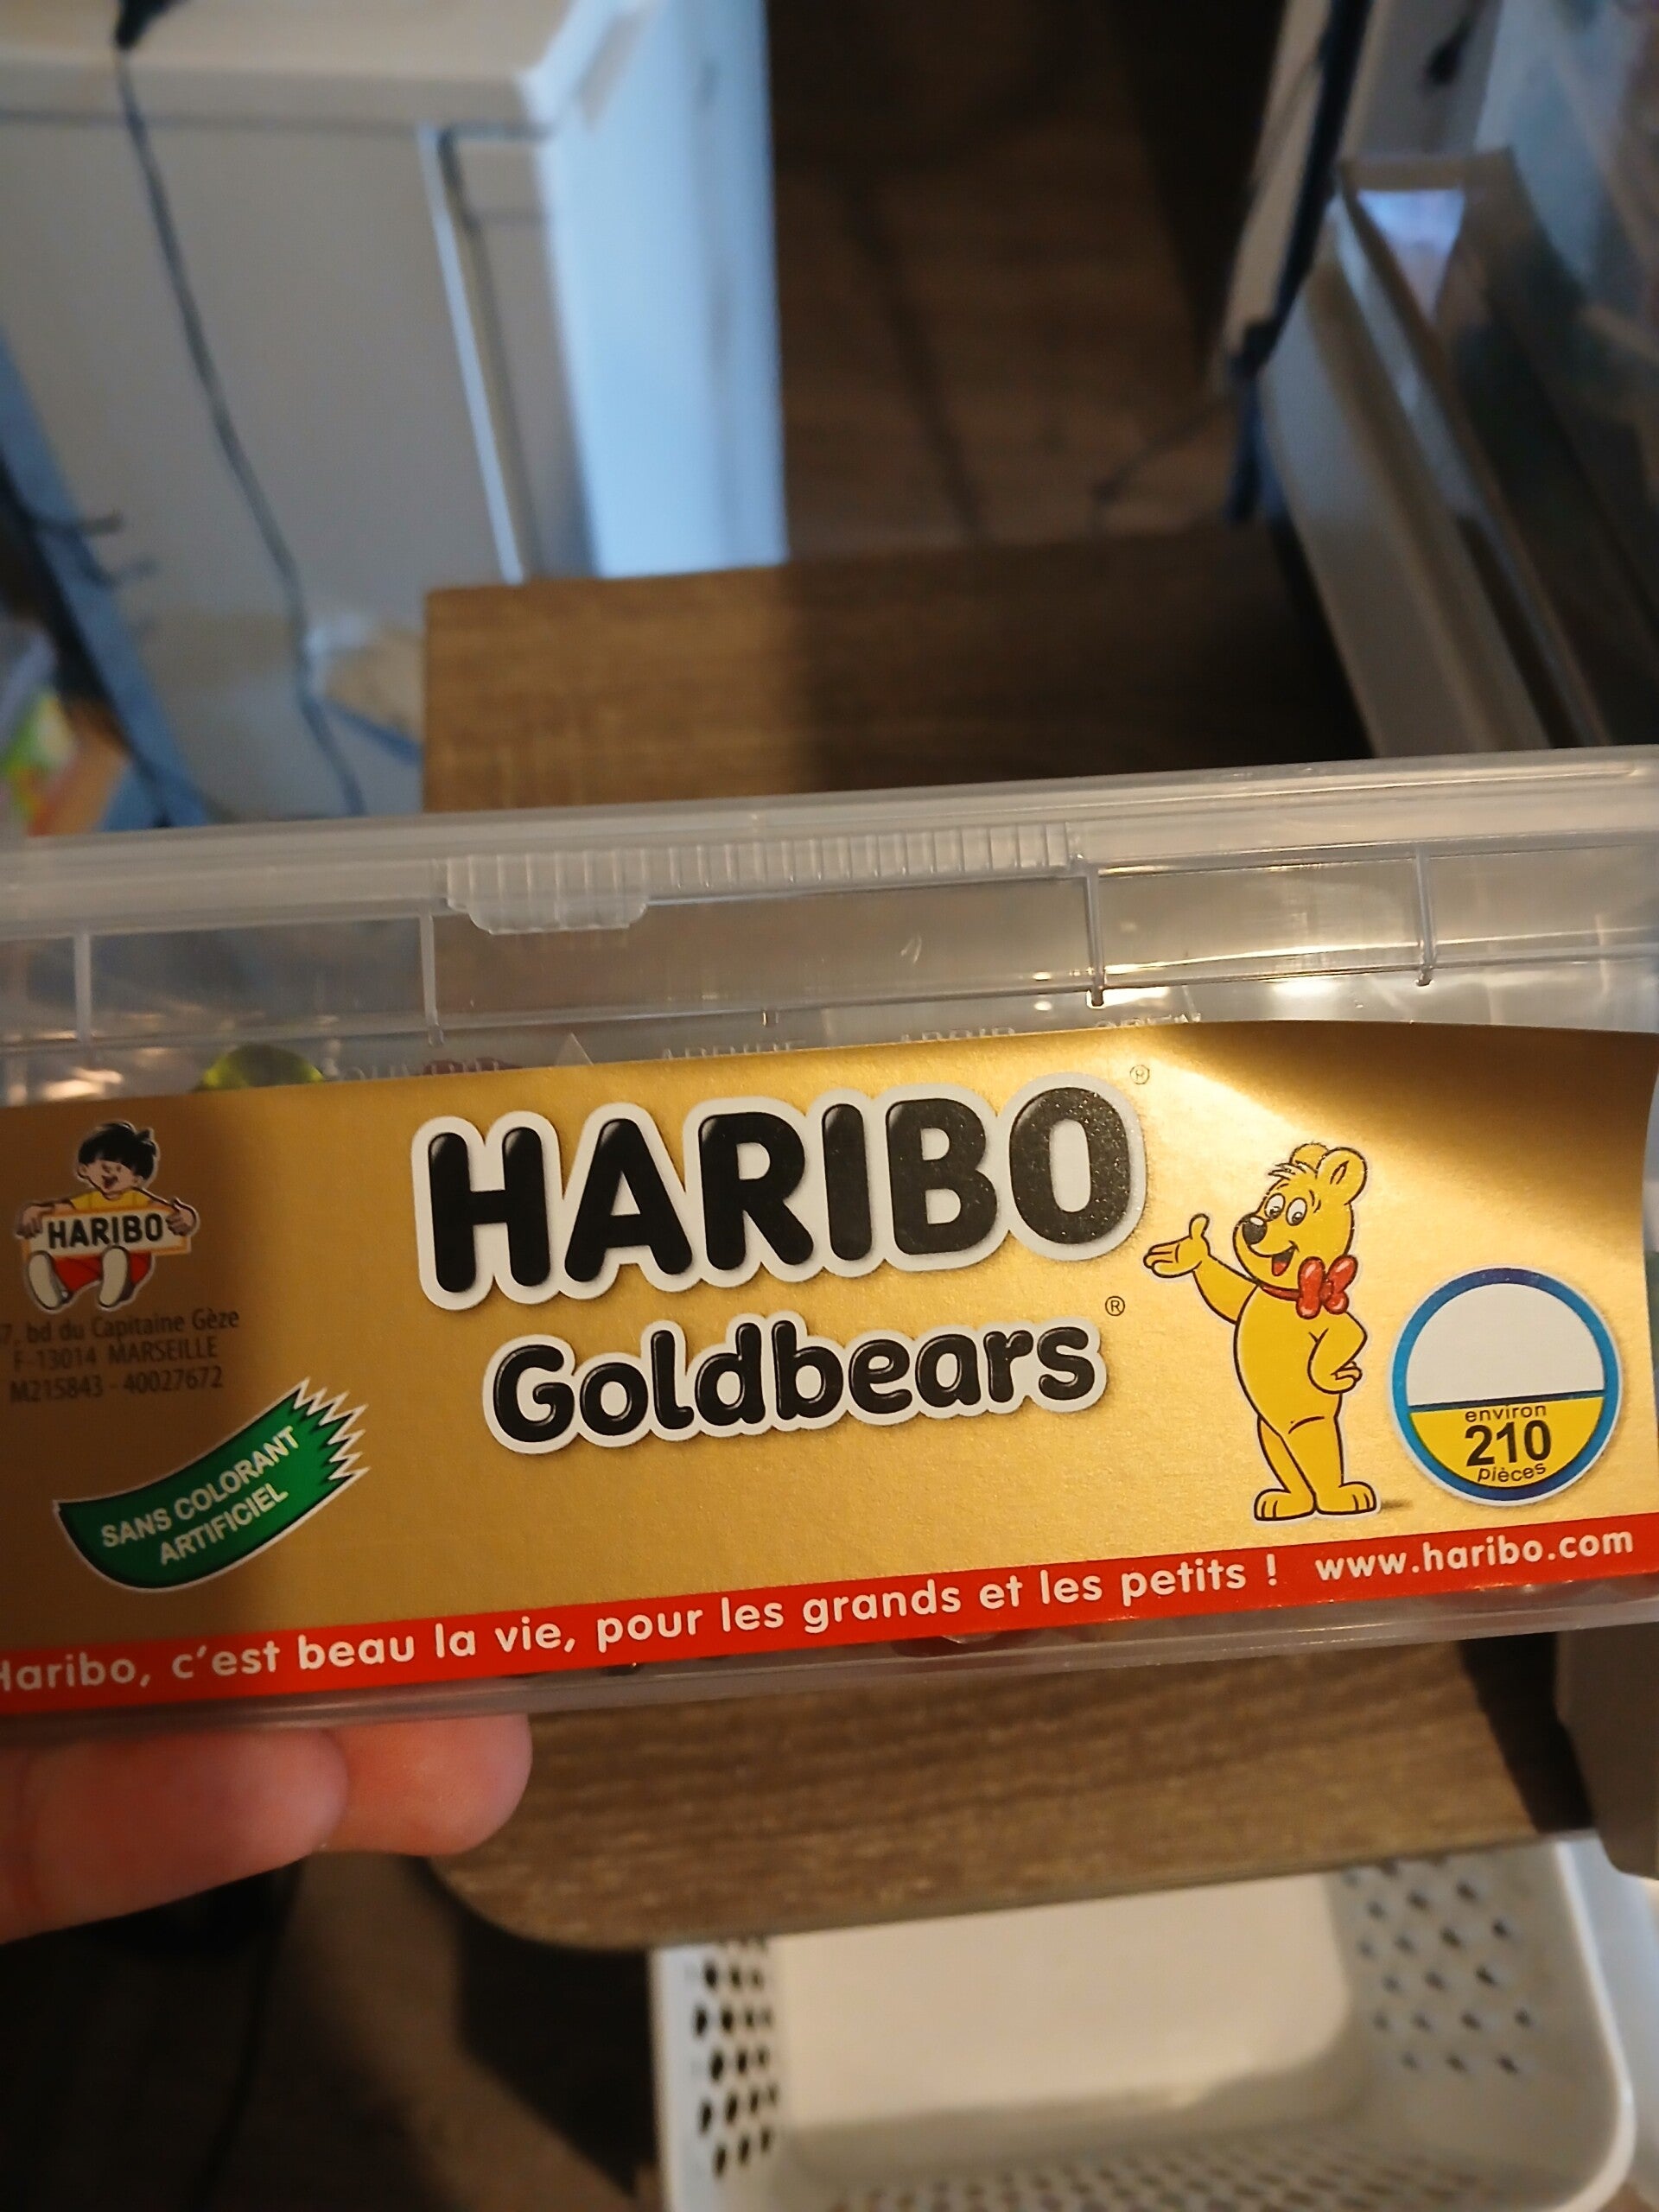 HARIBO
HARIBO ®
Goldbears ®
7, bd du Capitaine Gèze
F-13014 MARSEILLE
M215843 - 40027672
SANS COLORANT
ARTIFICIEL
environ
210
pièces
Haribo, c'est beau la vie, pour les grands et les petits ! www.haribo.com